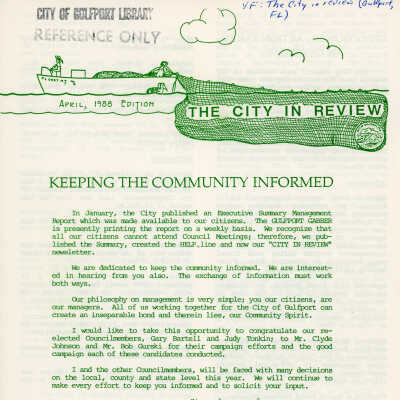 VF: The City in review (Gulfport, FL)
CITY OF GULFPORT LIBRARY
REFERENCE ONLY
APRIL, 1988 EDITION
THE CITY IN REVIEW
KEEPING THE COMMUNITY INFORMED
In January, the City published an Executive Summary Management
Report which was made available to our citizens. The GULFPORT GABBER
is presently printing the report on a weekly basis. We recognize that
all our citizens cannot attend Council Meetings; therefore, we pub-
lished the Summary, created the HELP line and now our "CITY IN REVIEW"
newsletter.
We are dedicated to keep the community informed. We are interest-
ed in hearing from you also. The exchange of information must work
both ways.
Our philosophy on management is very simple; you our citizens, are
our managers. All of us working together for the City of Gulfport can
create an inseparable bond and therein lies, our Community Spirit.
I would like to take this opportunity to congratulate our re-
elected Councilmembers, Gary Bartell and Judy Tonkin; to Mr. Clyde
Johnson and Mr. Bob Gurski for their campaign efforts and the good
campaign each of these candidates conducted.
I and the other Councilmembers, will be faced with many decisions
on the local, county and state level this year. We will continue to
make every effort to keep you informed and to solicit your input.